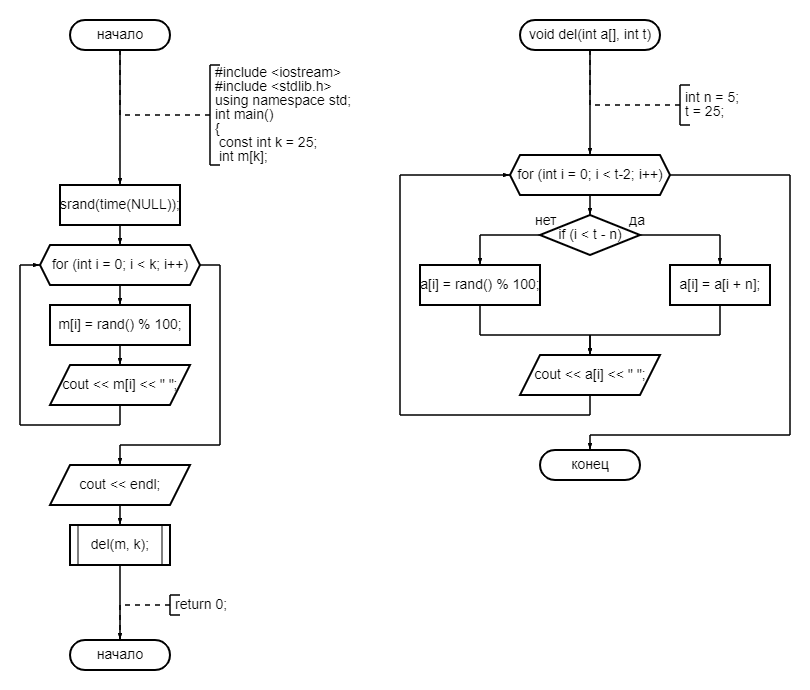 начало
#include <iostream>
#include <stdlib.h>
using namespace std;
int main()
{
const int k = 25;
int m[k];
srand(time(NULL));
for (int i = 0; i < k; i++)
m[i] = rand() % 100;
cout << m[i] << " ";
cout << endl;
del(m, k);
return 0;
начало
void del(int a[], int t)
int n = 5;
t = 25;
for (int i = 0; i < t-2; i++)
нет
да
if (i < t - n)
a[i] = rand() % 100;
a[i] = a[i + n];
cout << a[i] << " ";
конец